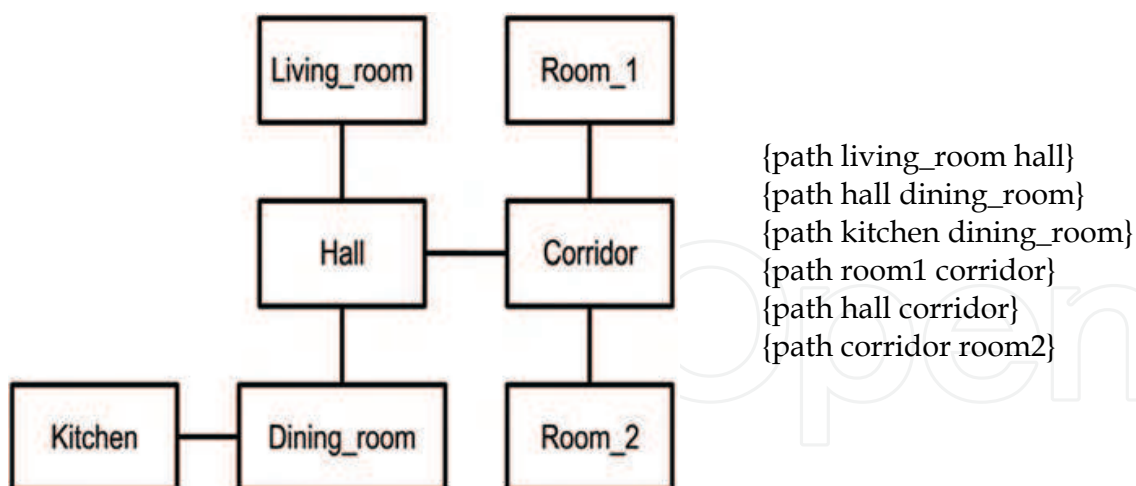 Living_room
Room_1
Hall
Corridor
Kitchen
Dining_room
Room_2
{path living_room hall}
{path hall dining_room}
{path kitchen dining_room}
{path room1 corridor}
{path hall corridor}
{path corridor room2}
Open